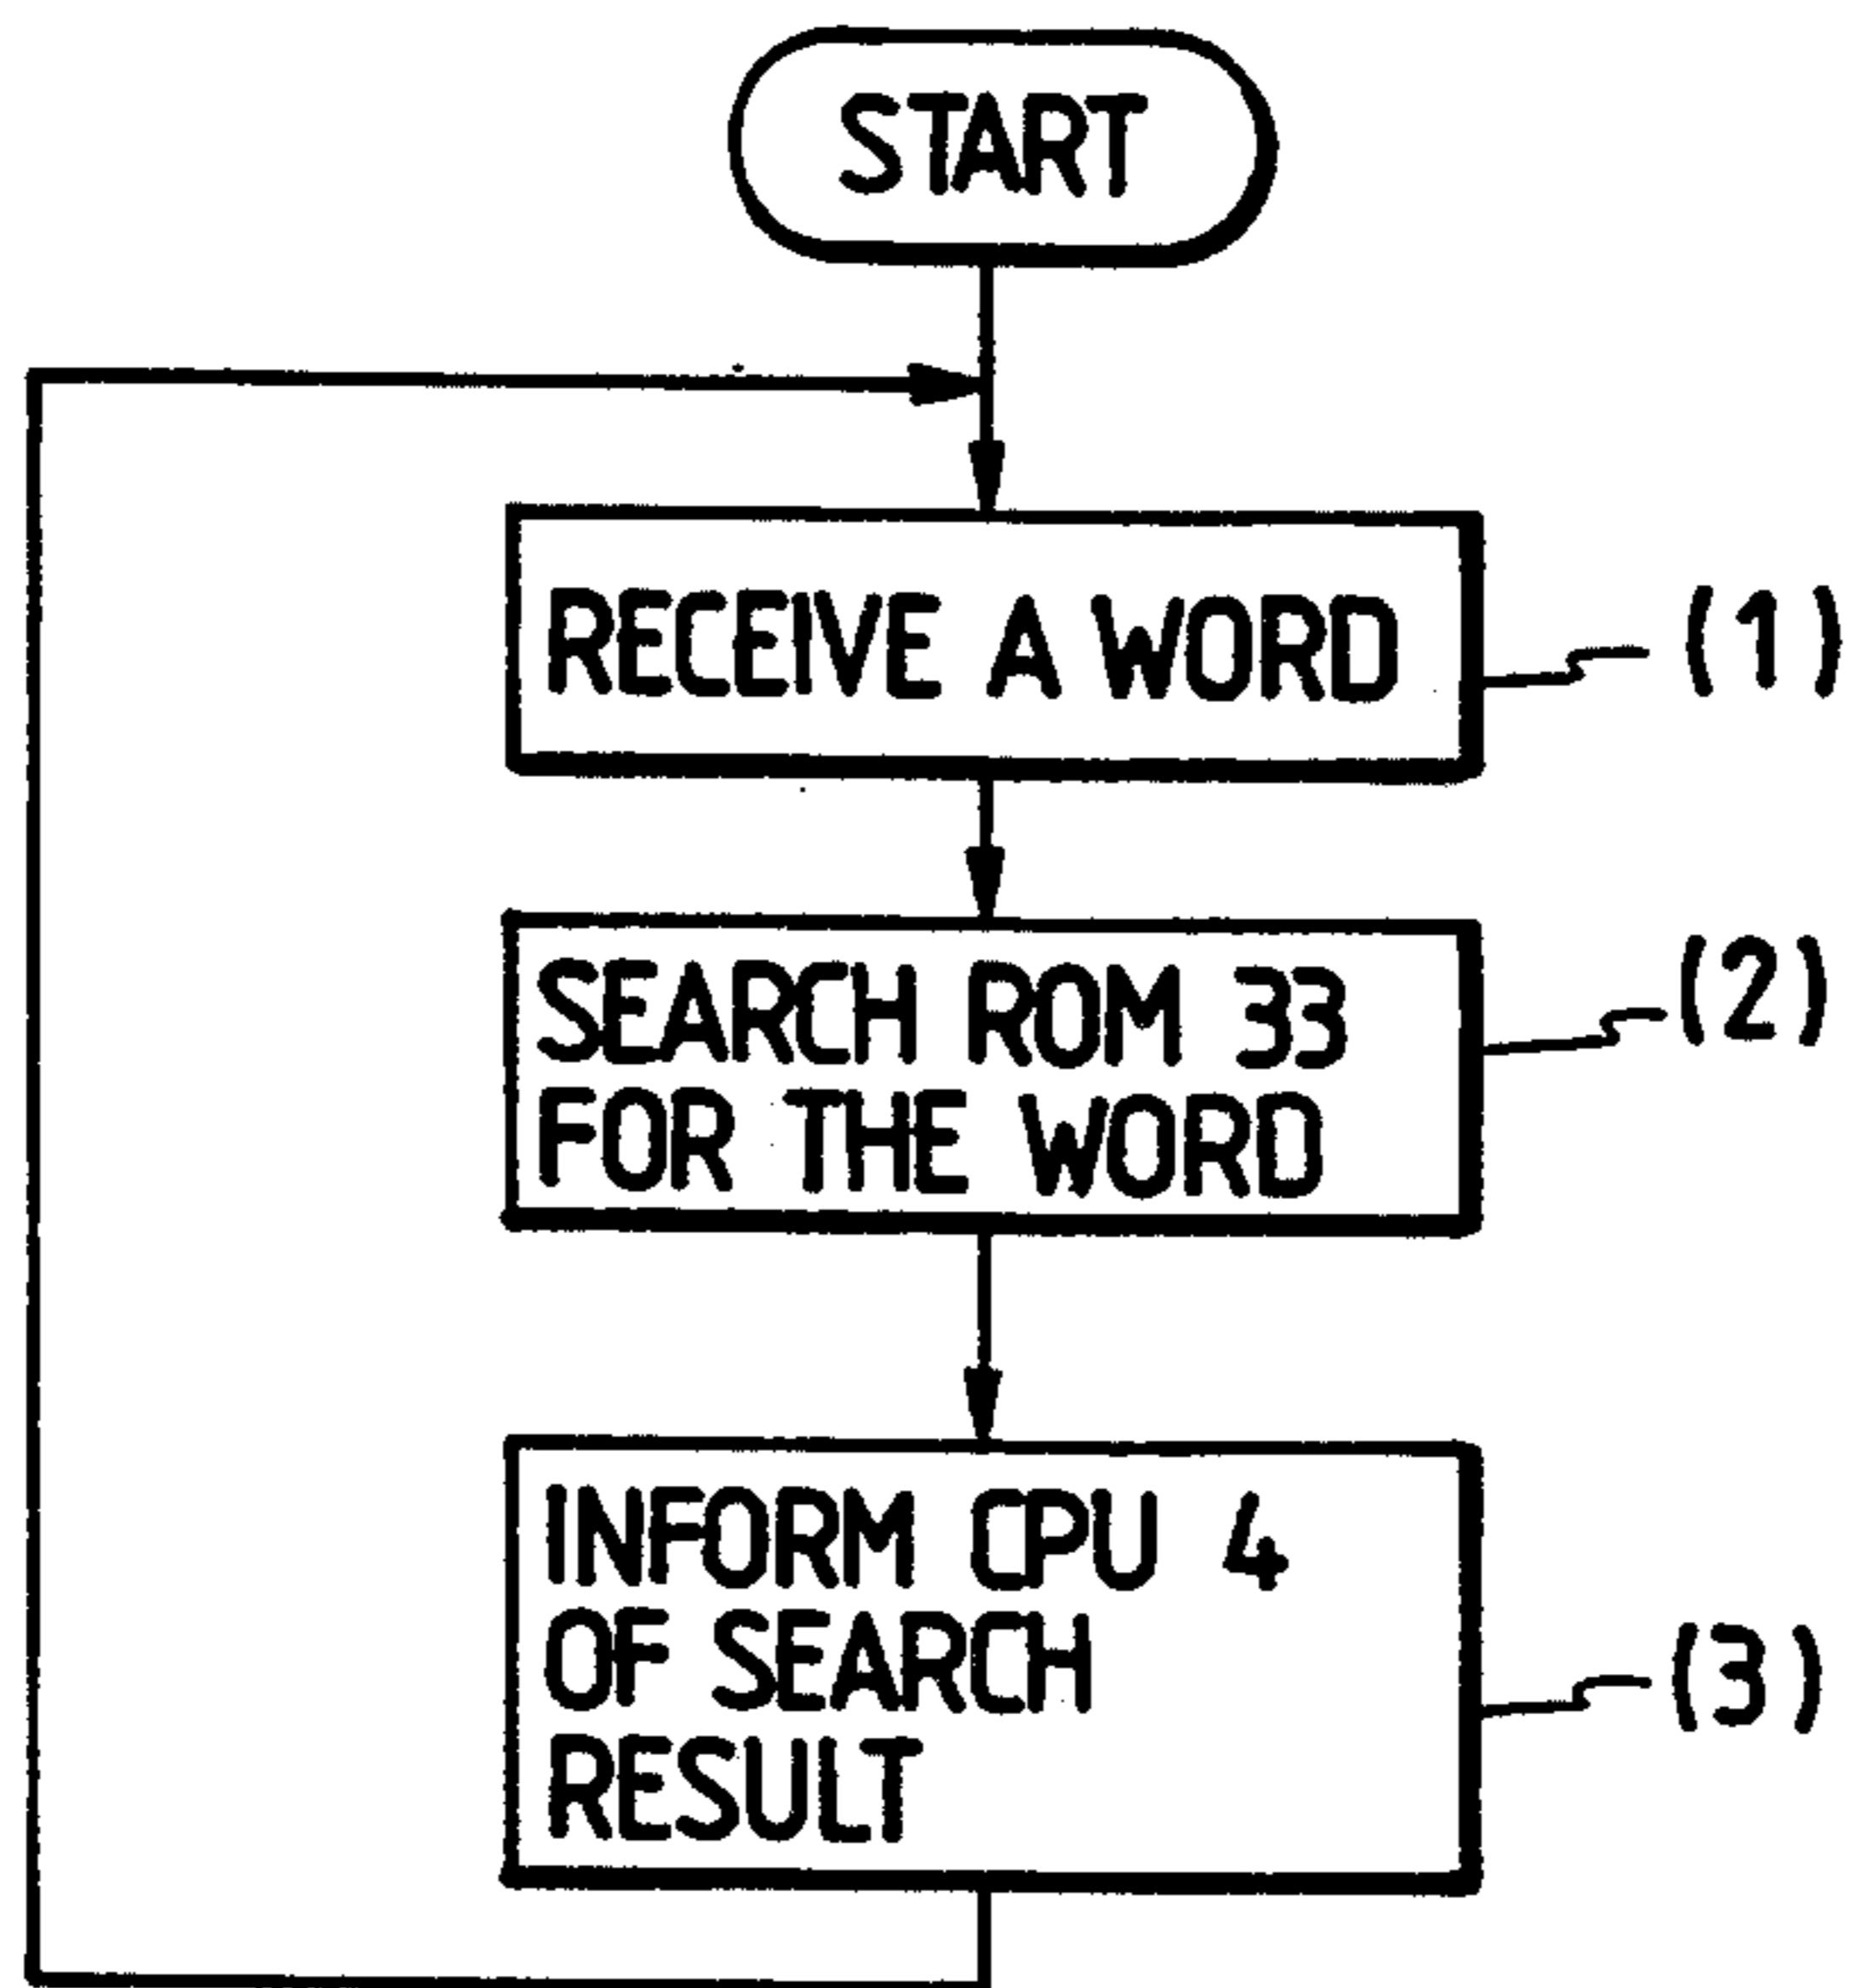 START
RECEIVE A WORD
(1)
SEARCH ROM 33
FOR THE WORD
(2)
INFORM CPU 4
OF SEARCH
RESULT
(3)